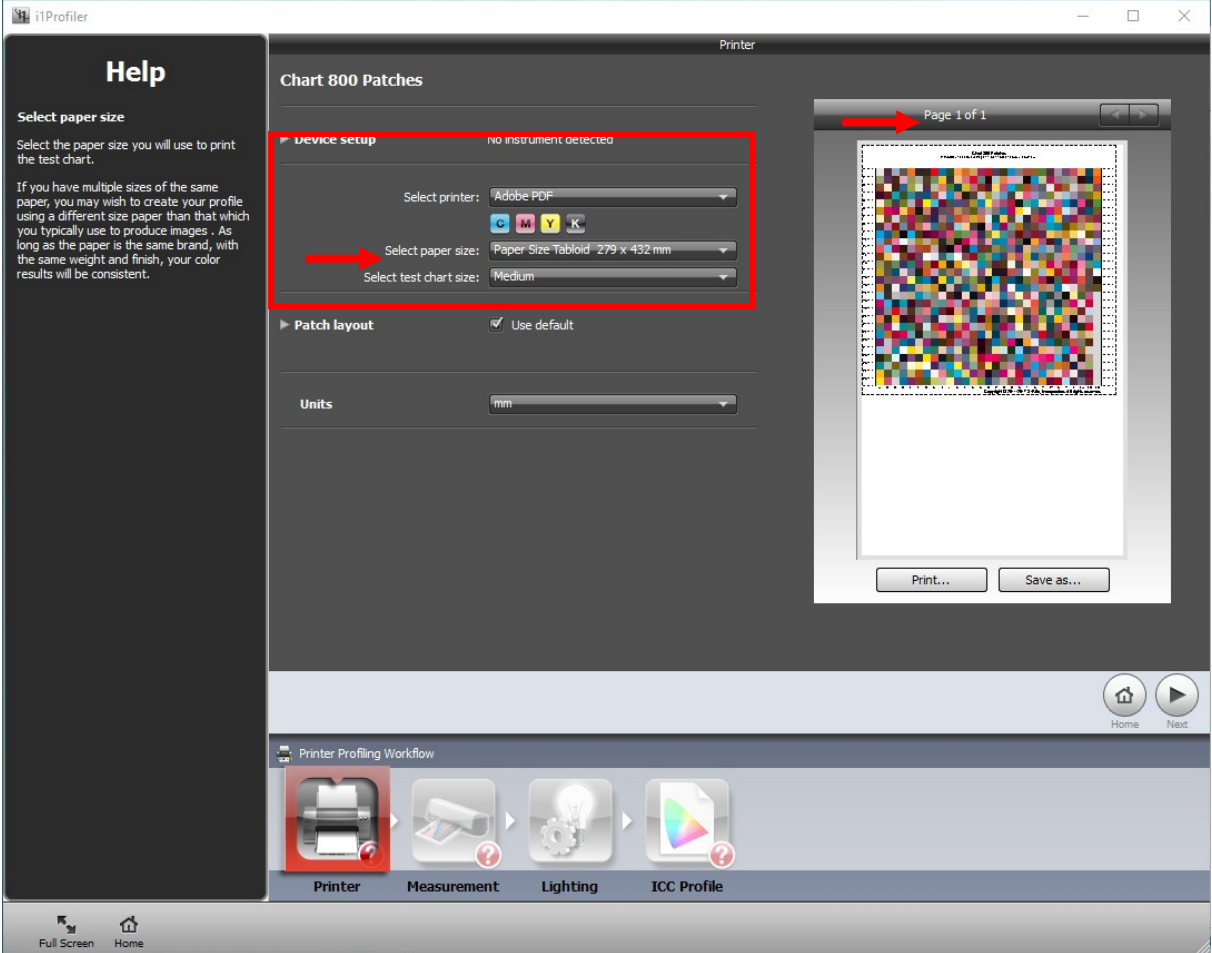 i1Profiler
Printer
Help
Select paper size
Select the paper size you will use to print
the test chart.
If you have multiple sizes of the same
paper, you may wish to create your profile
using a different size paper than that which
you typically use to produce images . As
long as the paper is the same brand, with
the same weight and finish, your color
results will be consistent.
Chart 800 Patches
Device setup No instrument detected
Select printer: Adobe PDF
C M Y K
Select paper size: Paper Size Tabloid 279 x 432 mm
Select test chart size: Medium
Patch layout Use default
Units mm
Page 1 of 1
Print... Save as...
Home Next
Printer Profiling Workflow
Printer Measurement Lighting ICC Profile
Full Screen Home